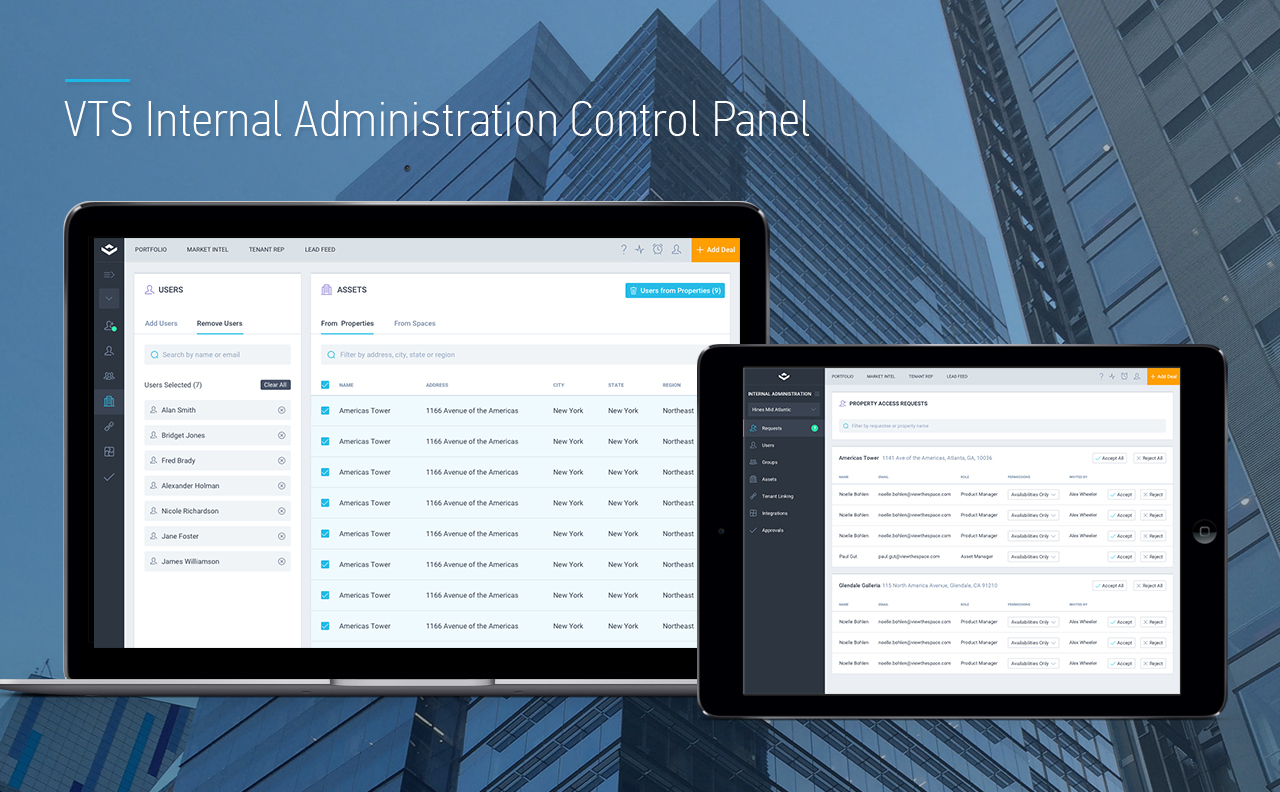 VTS Internal Administration Control Panel
PORTFOLIO MARKET INTEL TENANT REP LEAD FEED ? + Add Deal
USERS
Add Users Remove Users
Search by name or email
Users Selected (7) Clear All
Alan Smith
Bridget Jones
Fred Brady
Alexander Holman
Nicole Richardson
Jane Foster
James Williamson
ASSETS Users from Properties (9)
From Properties From Spaces
Filter by address, city, state or region
NAME ADDRESS CITY STATE REGION
Americas Tower 1166 Avenue of the Americas New York New York Northeast
Americas Tower 1166 Avenue of the Americas New York New York Northeast
Americas Tower 1166 Avenue of the Americas New York New York Northeast
Americas Tower 1166 Avenue of the Americas New York New York Northeast
Americas Tower 1166 Avenue of the Americas New York New York Northeast
Americas Tower 1166 Avenue of the Americas New York New York Northeast
Americas Tower 1166 Avenue of the Americas New York New York Northeast
Americas Tower 1166 Avenue of the Americas New York New York Northeast
PORTFOLIO MARKET INTEL TENANT REP LEAD FEED ? + Add Deal
INTERNAL ADMINISTRATION
Hines Mid Atlantic
Requests
Users
Groups
Assets
Tenant Linking
Integrations
Approvals
PROPERTY ACCESS REQUESTS
Filter by requestee or property name
Americas Tower 1141 Ave of the Americas, Atlanta, GA, 10036 Accept All Reject All
NAME EMAIL ROLE PERMISSIONS INVITED BY
Noelle Bohlen noelle.bohlen@viewthespace.com Product Manager Availabilities Only Alex Wheeler Accept Reject
Noelle Bohlen noelle.bohlen@viewthespace.com Product Manager Availabilities Only Alex Wheeler Accept Reject
Noelle Bohlen noelle.bohlen@viewthespace.com Product Manager Availabilities Only Alex Wheeler Accept Reject
Paul Gut paul.gut@viewthespace.com Asset Manager Availabilities Only Accept Reject
Glendale Galleria 115 North America Avenue, Glendale, CA 91210 Accept All Reject All
NAME EMAIL ROLE PERMISSIONS INVITED BY
Noelle Bohlen noelle.bohlen@viewthespace.com Product Manager Availabilities Only Alex Wheeler Accept Reject
Noelle Bohlen noelle.bohlen@viewthespace.com Product Manager Availabilities Only Alex Wheeler Accept Reject
Noelle Bohlen noelle.bohlen@viewthespace.com Product Manager Availabilities Only Alex Wheeler Accept Reject